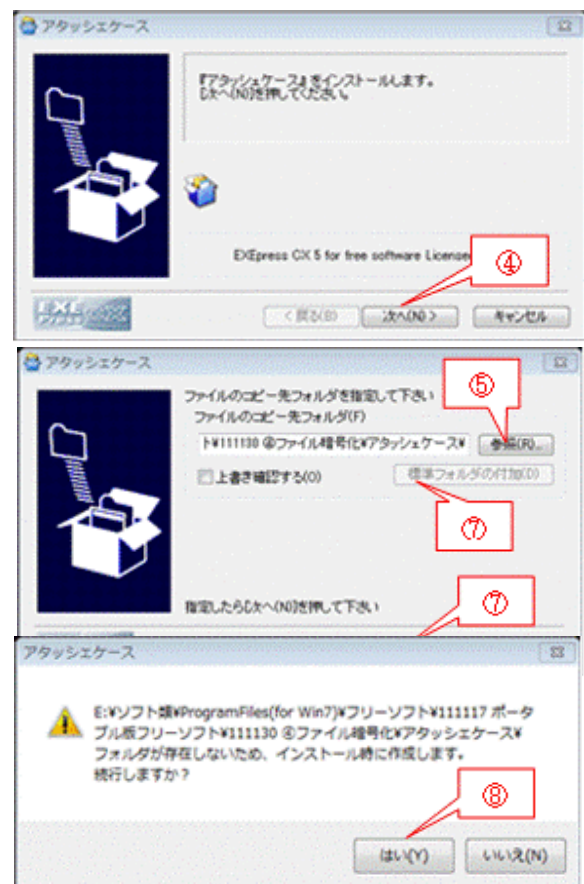 アタッシェケース
『アタッシェケース』をインストールします。
[次へ(N)]を押してください。
EXEpress CX 5 for free software License
④
< 戻る(B)
次へ(N) >
キャンセル
アタッシェケース
ファイルのコピー先フォルダを指定して下さい
⑤
ファイルのコピー先フォルダ(F)
ト¥111130 ④ファイル暗号化¥アタッシェケース¥
参照(R)...
上書き確認する(O)
標準フォルダの付加(D)
⑦
指定したら[次へ(N)]を押して下さい
⑦
アタッシェケース
E:¥ソフト類¥ProgramFiles(for Win7)¥フリーソフト¥111117 ポータ
ブル版フリーソフト¥111130 ④ファイル暗号化¥アタッシェケース¥
フォルダが存在しないため、インストール時に作成します。
続行しますか？
⑧
はい(Y)
いいえ(N)